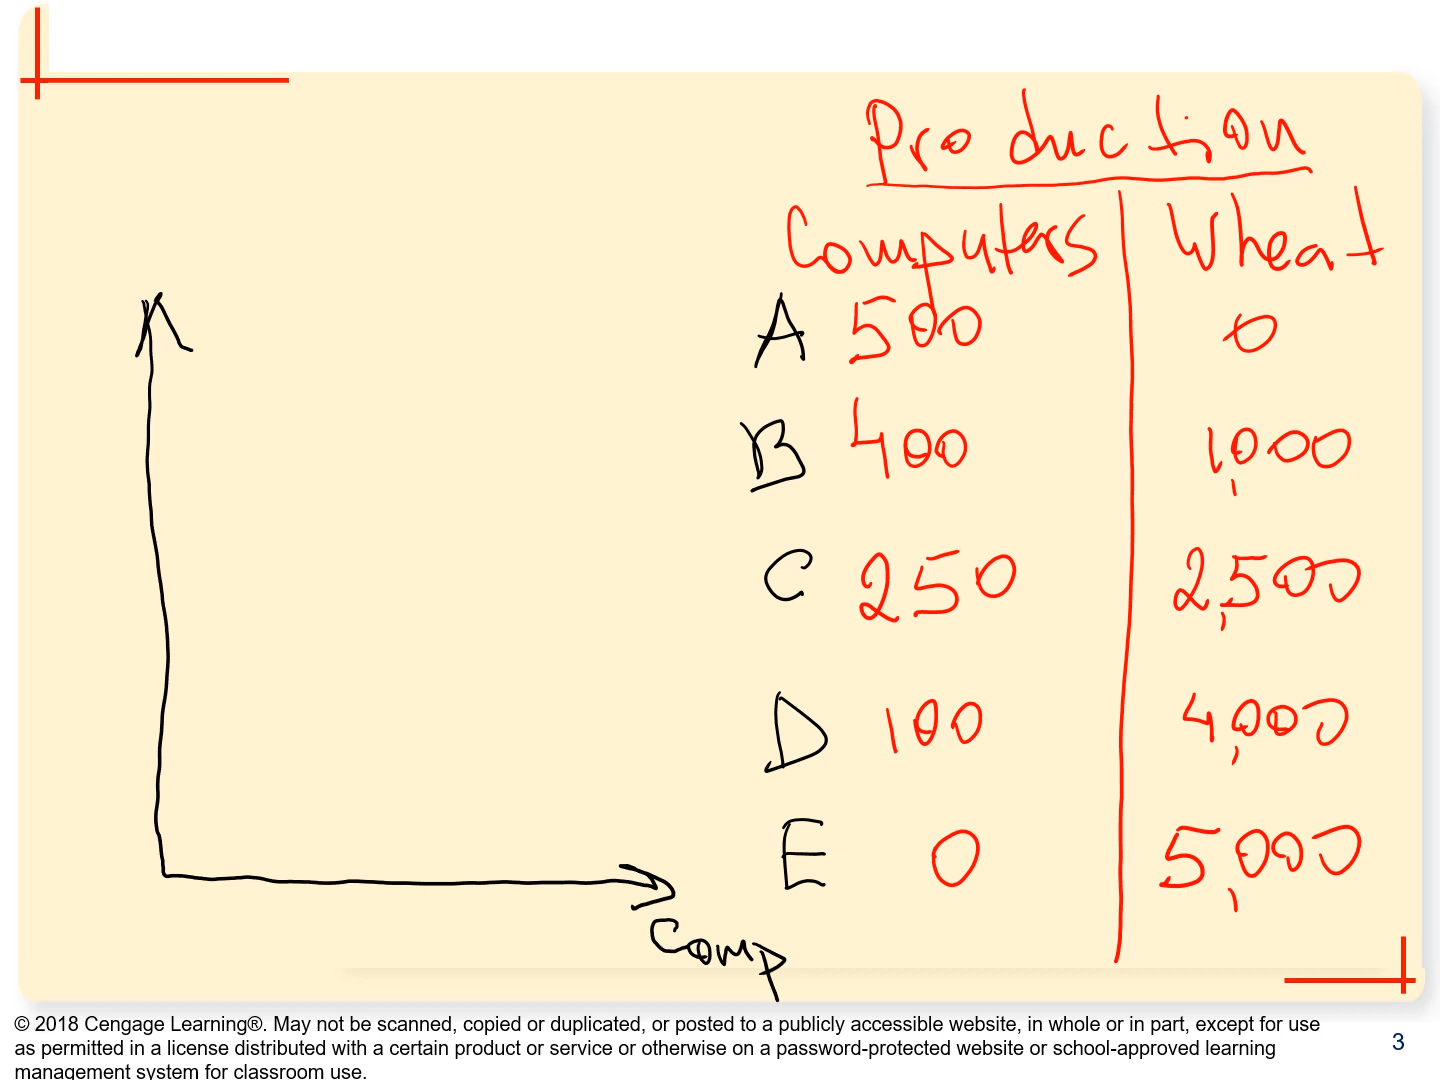 Production
Computers Wheat
A 500 0
B 400 1,000
C 250 2,500
D 100 4,000
E 0 5,000
Comp
© 2018 Cengage Learning®. May not be scanned, copied or duplicated, or posted to a publicly accessible website, in whole or in part, except for use
as permitted in a license distributed with a certain product or service or otherwise on a password-protected website or school-approved learning
management system for classroom use.
3